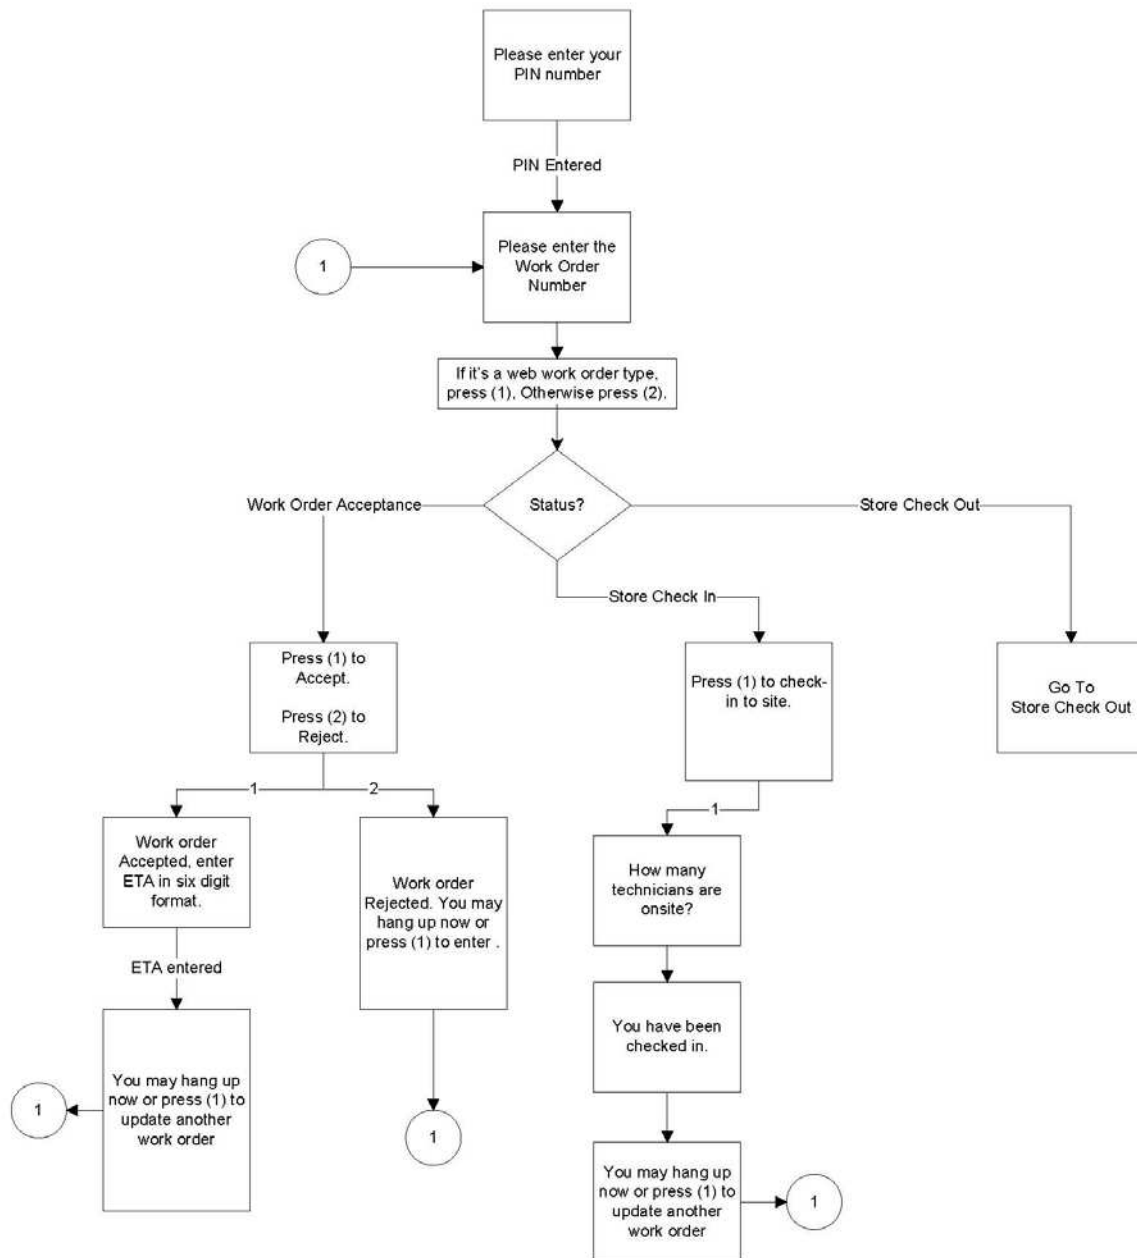 Please enter your
PIN number
PIN Entered
1
Please enter the
Work Order
Number
If it's a web work order type,
press (1), Otherwise press (2).
Work Order Acceptance
Status?
Store Check Out
Store Check In
Press (1) to
Accept.
Press (2) to
Reject.
Press (1) to check-
in to site.
Go To
Store Check Out
1
2
1
Work order
Accepted, enter
ETA in six digit
format.
Work order
Rejected. You may
hang up now or
press (1) to enter .
How many
technicians are
onsite?
ETA entered
You have been
checked in.
1
You may hang up
now or press (1) to
update another
work order
1
You may hang up
now or press (1) to
update another
work order
1